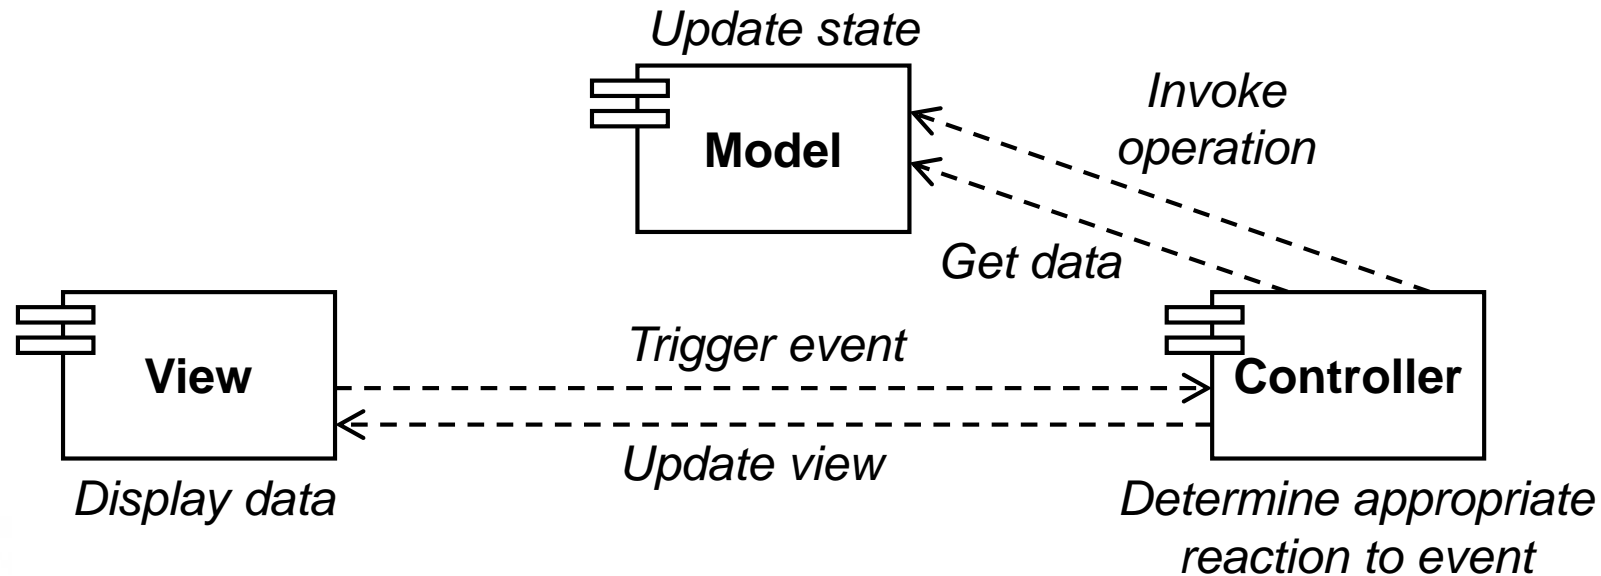 Update state
Model
Invoke
operation
Get data
View
Trigger event
Controller
Update view
Display data
Determine appropriate
reaction to event